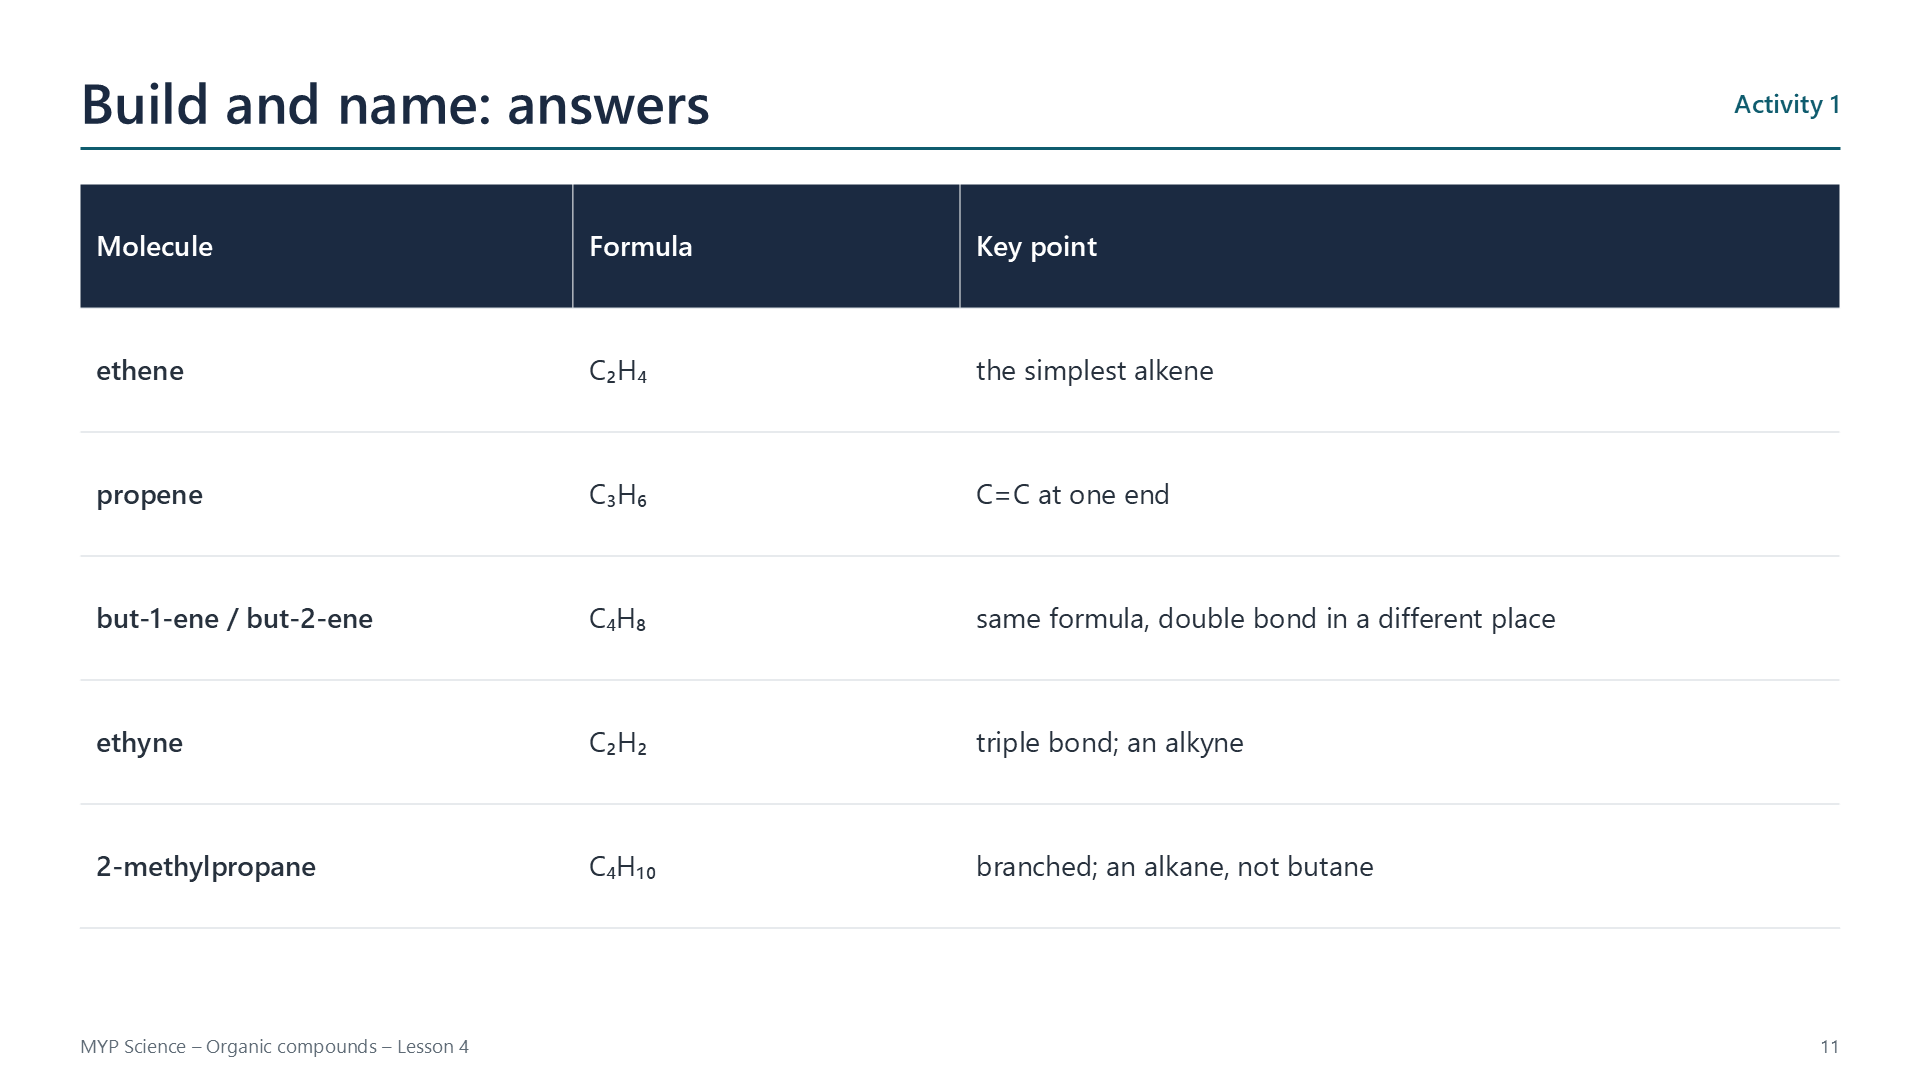 Build and name: answers
Activity 1
Molecule Formula Key point
ethene C₂H₄ the simplest alkene
propene C₃H₆ C=C at one end
but-1-ene / but-2-ene C₄H₈ same formula, double bond in a different place
ethyne C₂H₂ triple bond; an alkyne
2-methylpropane C₄H₁₀ branched; an alkane, not butane
MYP Science – Organic compounds – Lesson 4
11